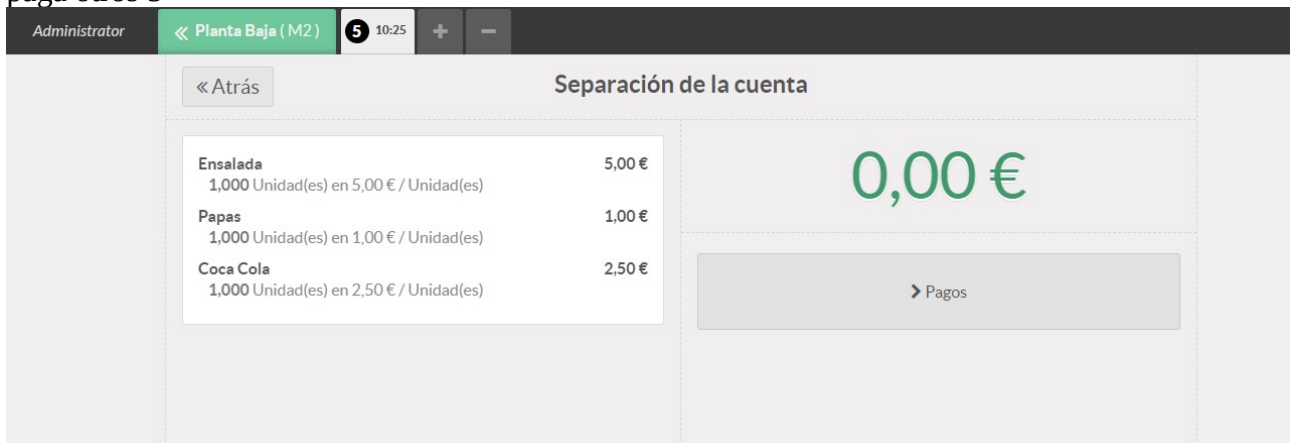 Administrator
« Planta Baja ( M2 )
5 10:25 + −
« Atrás
Separación de la cuenta
Ensalada 5,00 €
1,000 Unidad(es) en 5,00 € / Unidad(es)
Papas 1,00 €
1,000 Unidad(es) en 1,00 € / Unidad(es)
Coca Cola 2,50 €
1,000 Unidad(es) en 2,50 € / Unidad(es)
0,00 €
> Pagos